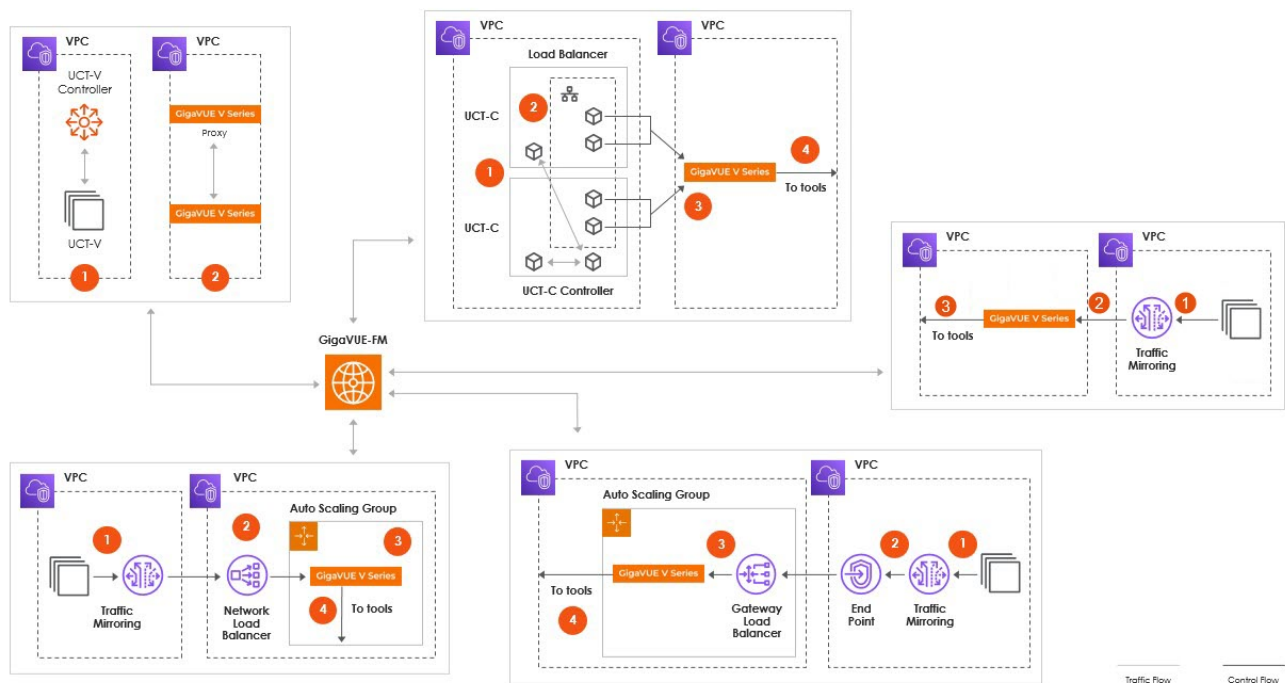 VPC
VPC
UCT-V
Controller
GigaVUE V Series
Proxy
GigaVUE V Series
UCT-V
1
2
VPC
VPC
Load Balancer
UCT-C
2
4
1
GigaVUE V Series
To tools
3
UCT-C
UCT-C Controller
VPC
VPC
3
GigaVUE V Series
2
1
To tools
Traffic
Mirroring
GigaVUE-FM
VPC
VPC
Auto Scaling Group
1
2
3
GigaVUE V Series
4
To tools
Traffic
Mirroring
Network
Load
Balancer
VPC
VPC
Auto Scaling Group
3
2
1
GigaVUE V Series
To tools
4
Gateway
Load
Balancer
End
Point
Traffic
Mirroring
Traffic Flow
Control Flow